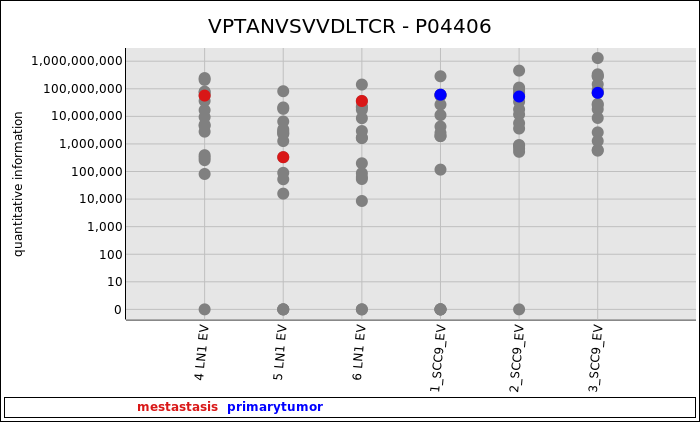 VPTANVSVVDLTCR - P04406
quantitative information
1,000,000,000
100,000,000
10,000,000
1,000,000
100,000
10,000
1,000
100
10
0
4 LN1 EV
5 LN1 EV
6 LN1 EV
1_SCC9_EV
2_SCC9_EV
3_SCC9_EV
mestastasis primarytumor